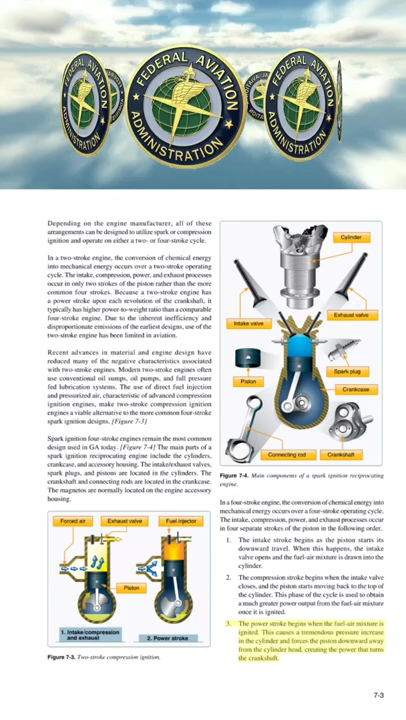 FEDERAL AVIATION
ADMINISTRATION
FEDERAL AVIATION
ADMINISTRATION
FEDERAL AVIATION
ADMINISTRATION
Depending on the engine manufacturer, all of these
arrangements can be designed to utilize spark or compression
ignition and operate on either a two- or four-stroke cycle.
In a two-stroke engine, the conversion of chemical energy
into mechanical energy occurs over a two-stroke operating
cycle. The intake, compression, power, and exhaust processes
occur in only two strokes of the piston rather than the more
common four strokes. Because a two-stroke engine has
a power stroke upon each revolution of the crankshaft, it
typically has higher power-to-weight ratio than a comparable
four-stroke engine. Due to the inherent inefficiency and
disproportionate emissions of the earliest designs, use of the
two-stroke engine has been limited in aviation.
Recent advances in material and engine design have
reduced many of the negative characteristics associated
with two-stroke engines. Modern two-stroke engines often
use conventional oil sumps, oil pumps, and full pressure
fed lubrication systems. The use of direct fuel injection
and pressurized air, characteristic of advanced compression
ignition engines, make two-stroke compression ignition
engines a viable alternative to the more common four-stroke
spark ignition designs. [Figure 7-3]
Spark ignition four-stroke engines remain the most common
design used in GA today. [Figure 7-4] The main parts of a
spark ignition reciprocating engine include the cylinders,
crankcase, and accessory housing. The intake/exhaust valves,
spark plugs, and pistons are located in the cylinders. The
crankshaft and connecting rods are located in the crankcase.
The magnetos are normally located on the engine accessory
housing.
Forced air
Exhaust valve
Fuel injector
Piston
1. Intake/compression
and exhaust
2. Power stroke
Figure 7-3. Two-stroke compression ignition.
Cylinder
Intake valve
Exhaust valve
Spark plug
Piston
Crankcase
Connecting rod
Crankshaft
Figure 7-4. Main components of a spark ignition reciprocating
engine.
In a four-stroke engine, the conversion of chemical energy into
mechanical energy occurs over a four-stroke operating cycle.
The intake, compression, power, and exhaust processes occur
in four separate strokes of the piston in the following order.
1. The intake stroke begins as the piston starts its
downward travel. When this happens, the intake
valve opens and the fuel-air mixture is drawn into the
cylinder.
2. The compression stroke begins when the intake valve
closes, and the piston starts moving back to the top of
the cylinder. This phase of the cycle is used to obtain
a much greater power output from the fuel-air mixture
once it is ignited.
3. The power stroke begins when the fuel-air mixture is
ignited. This causes a tremendous pressure increase
in the cylinder and forces the piston downward away
from the cylinder head, creating the power that turns
the crankshaft.
7-3